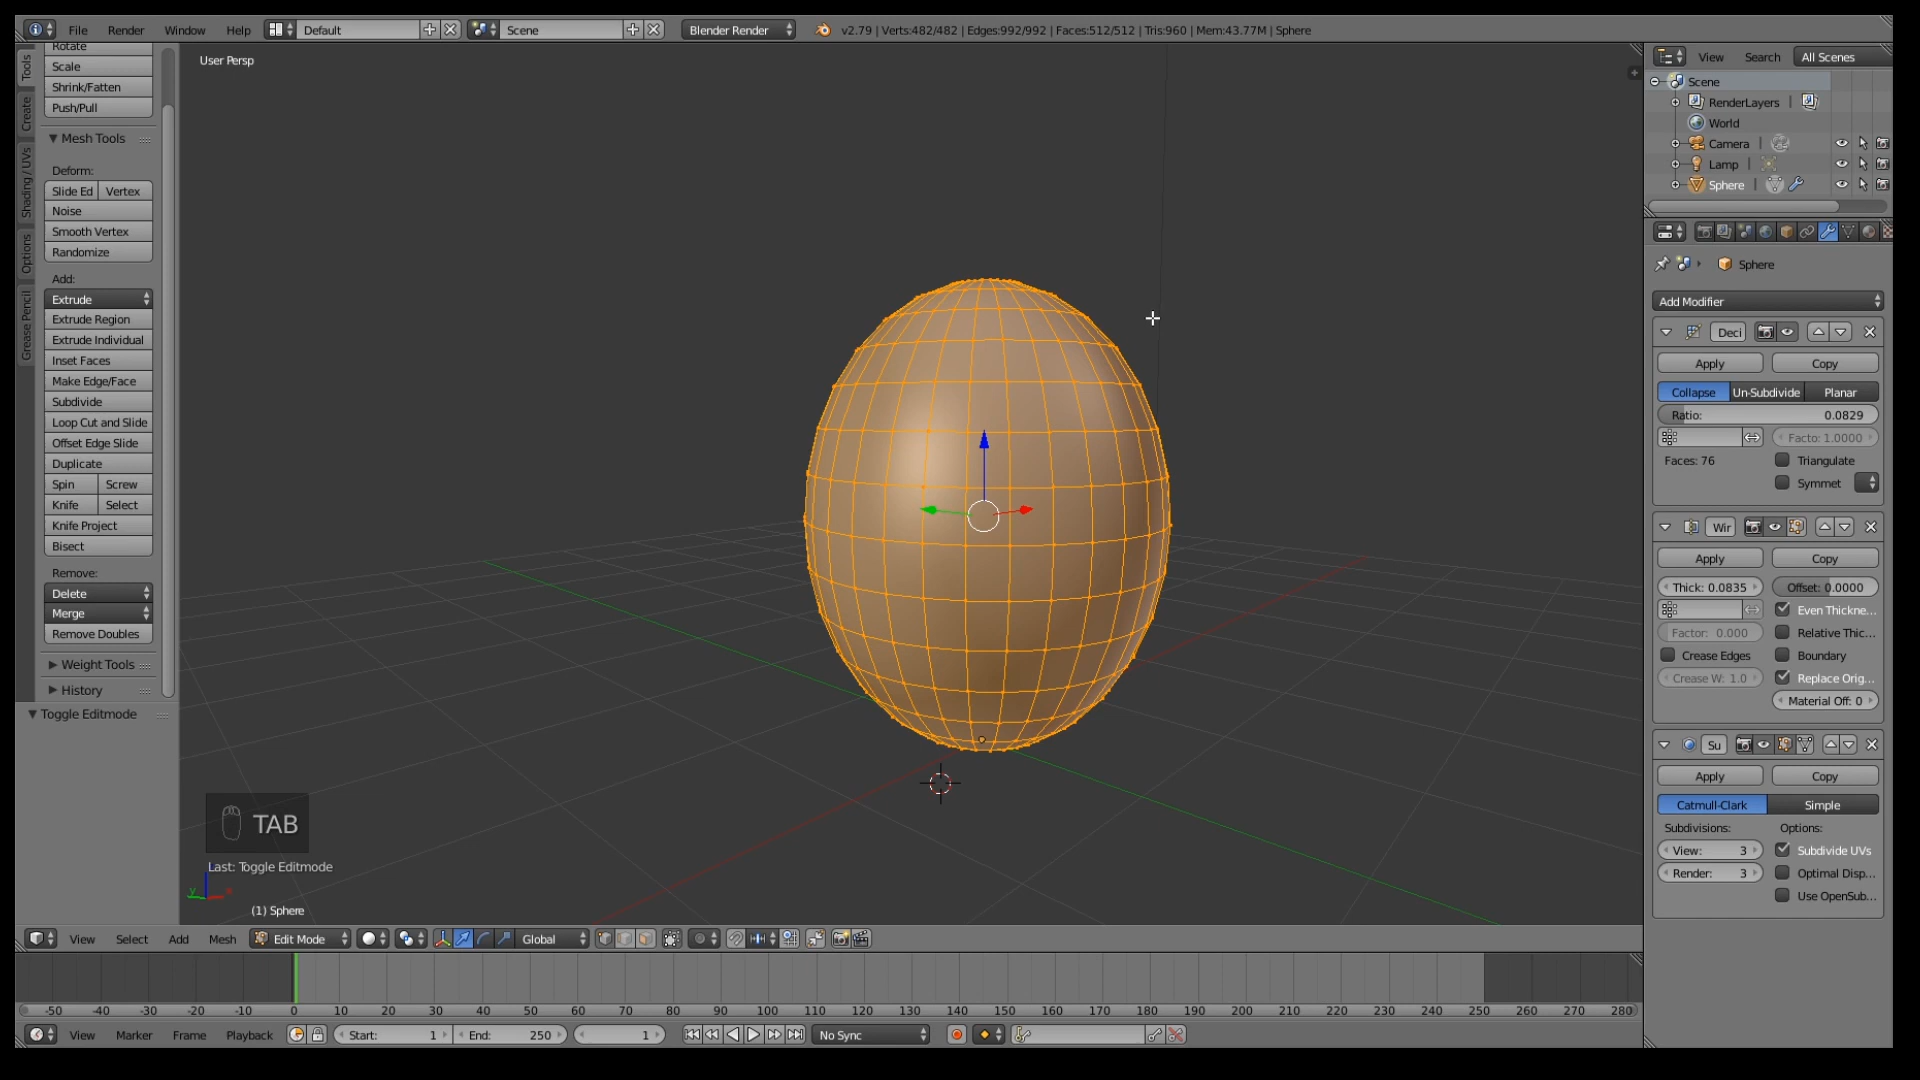 File Render Window Help Default Scene Blender Render v2.79 | Verts:482/482 | Edges:992/992 | Faces:512/512 | Tris:960 | Mem:43.77M | Sphere
Tools
Create
Shading / UVs
Options
Grease Pencil
Rotate
Scale
Shrink/Fatten
Push/Pull
Mesh Tools
Deform:
Slide Ed Vertex
Noise
Smooth Vertex
Randomize
Add:
Extrude
Extrude Region
Extrude Individual
Inset Faces
Make Edge/Face
Subdivide
Loop Cut and Slide
Offset Edge Slide
Duplicate
Spin Screw
Knife Select
Knife Project
Bisect
Remove:
Delete
Merge
Remove Doubles
Weight Tools
History
Toggle Editmode
User Persp
TAB
Last: Toggle Editmode
y x
(1) Sphere
View Search All Scenes
Scene
RenderLayers
World
Camera
Lamp
Sphere
Sphere
Add Modifier
Deci
Apply Copy
Collapse Un-Subdivide Planar
Ratio: 0.0829
Facto: 1.0000
Faces: 76 Triangulate
Symmet
Wir
Apply Copy
Thick: 0.0835 Offset: 0.0000
Even Thickne...
Factor: 0.000 Relative Thic...
Crease Edges Boundary
Crease W: 1.0 Replace Orig...
Material Off: 0
Su
Apply Copy
Catmull-Clark Simple
Subdivisions: Options:
View: 3 Subdivide UVs
Render: 3 Optimal Disp...
Use OpenSub...
View Select Add Mesh Edit Mode Global
-50 -40 -30 -20 -10 0 10 20 30 40 50 60 70 80 90 100 110 120 130 140 150 160 170 180 190 200 210 220 230 240 250 260 270 280
View Marker Frame Playback Start: 1 End: 250 1 No Sync